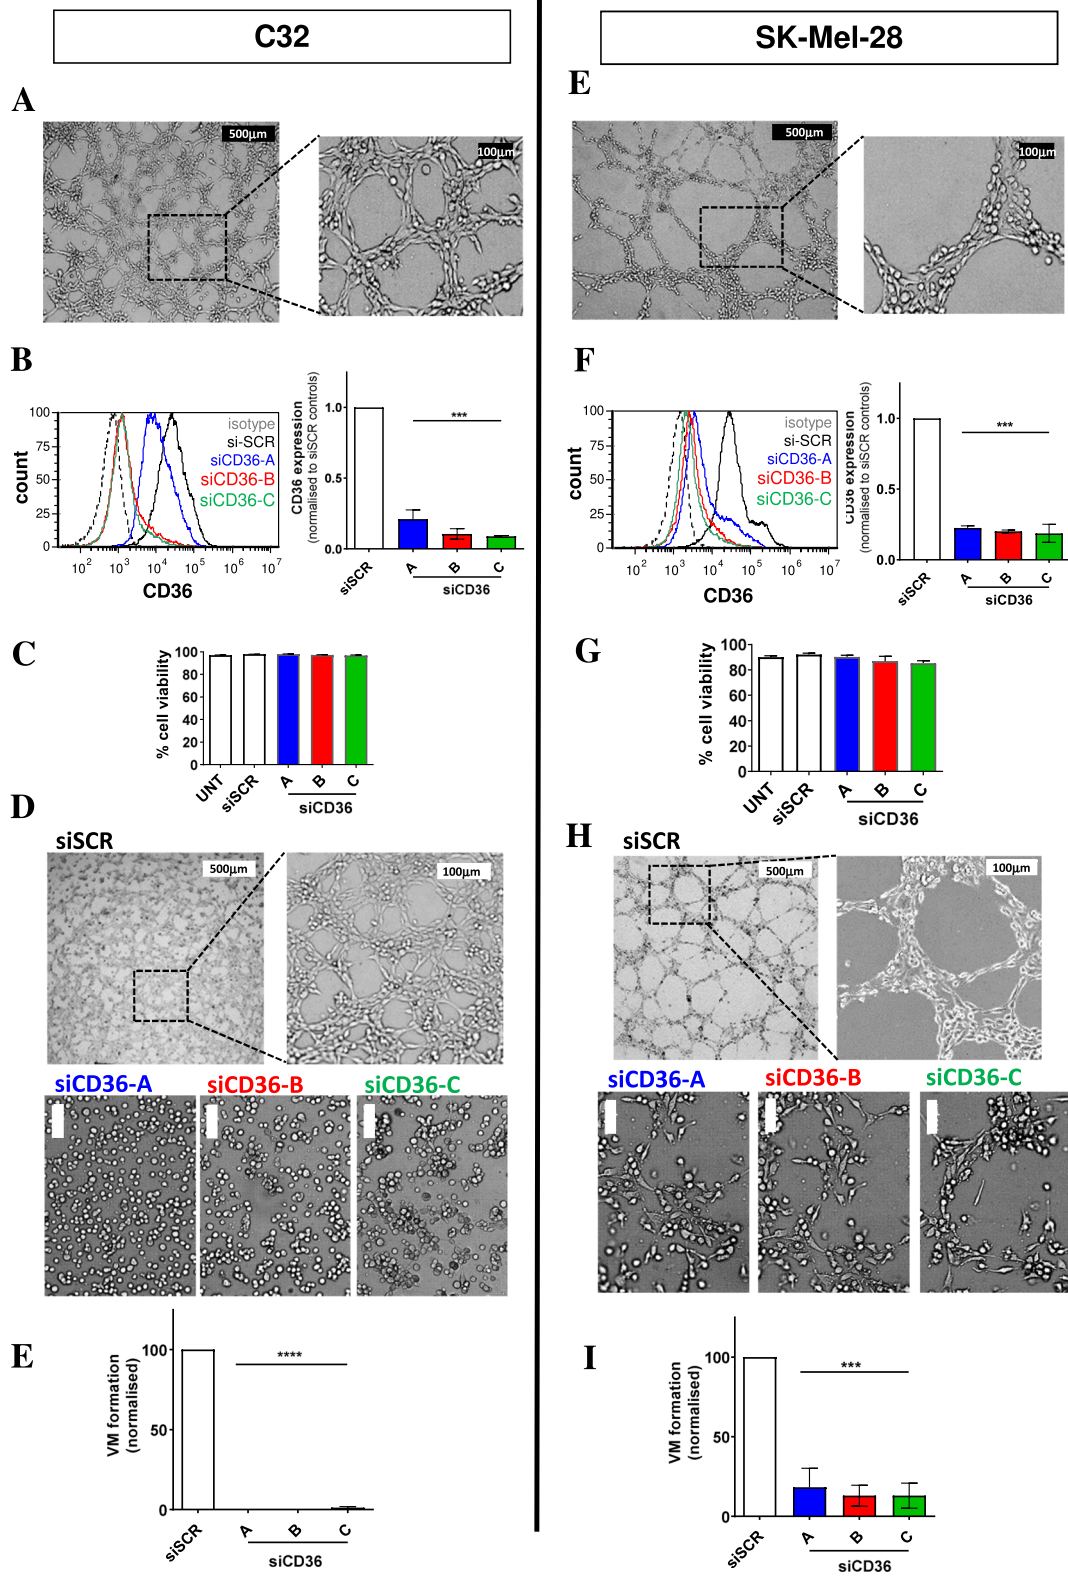 C32
A
500µm
100µm
B
100
75
50
25
0
count
isotype
si-SCR
siCD36-A
siCD36-B
siCD36-C
10² 10³ 10⁴ 10⁵ 10⁶ 10⁷
CD36
CD36 expression
(normalised to siSCR controls)
1.0
0.5
0.0
***
siSCR
A
B
C
siCD36
C
% cell viability
100
80
60
40
20
0
UNT
siSCR
A
B
C
siCD36
D
siSCR
500µm
100µm
siCD36-A
siCD36-B
siCD36-C
E
VM formation
(normalised)
100
50
0
****
siSCR
A
B
C
siCD36
SK-Mel-28
E
500µm
100µm
F
100
75
50
25
0
count
isotype
si-SCR
siCD36-A
siCD36-B
siCD36-C
10² 10³ 10⁴ 10⁵ 10⁶ 10⁷
CD36
CD36 expression
(normalised to siSCR controls)
1.0
0.5
0.0
***
siSCR
A
B
C
siCD36
G
% cell viability
100
80
60
40
20
0
UNT
siSCR
A
B
C
siCD36
H
siSCR
500µm
100µm
siCD36-A
siCD36-B
siCD36-C
I
VM formation
(normalised)
100
50
0
***
siSCR
A
B
C
siCD36